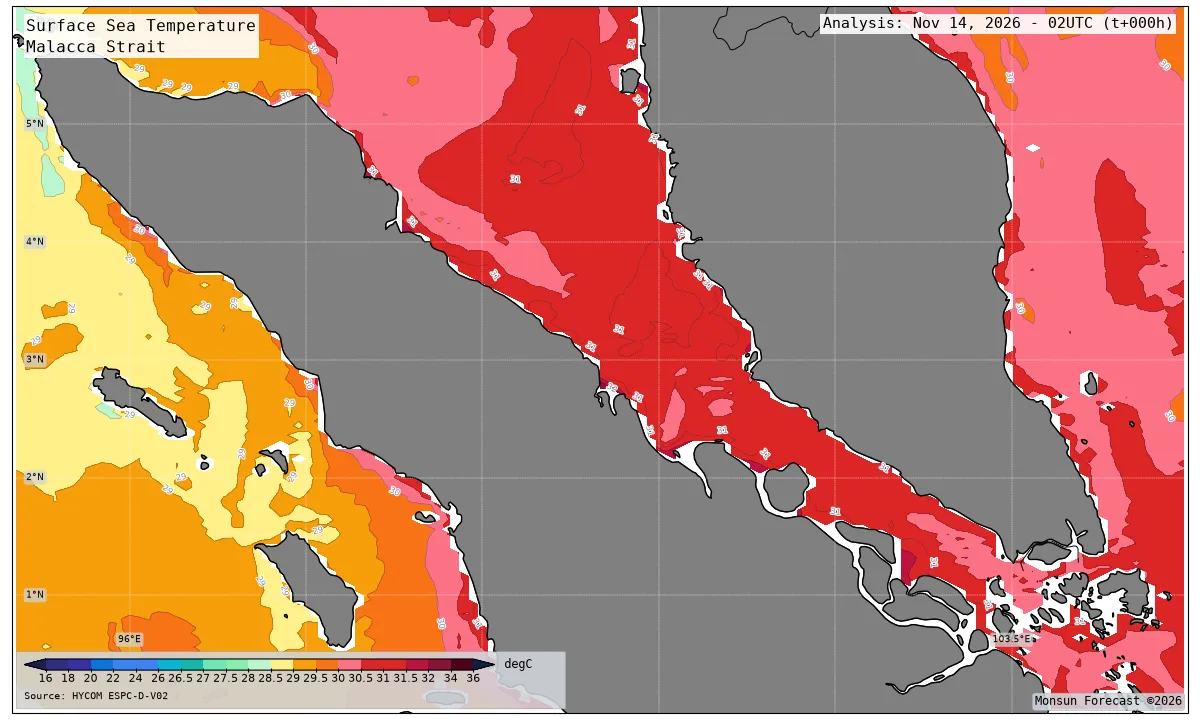 Surface Sea Temperature
Malacca Strait
Analysis: Nov 14, 2026 - 02UTC (t+000h)
5°N
4°N
3°N
2°N
1°N
96°E
103.5°E
16 18 20 22 24 26 26.5 27 27.5 28 28.5 29 29.5 30 30.5 31 31.5 32 34 36
degC
Source: HYCOM ESPC-D-V02
Monsun Forecast ©2026